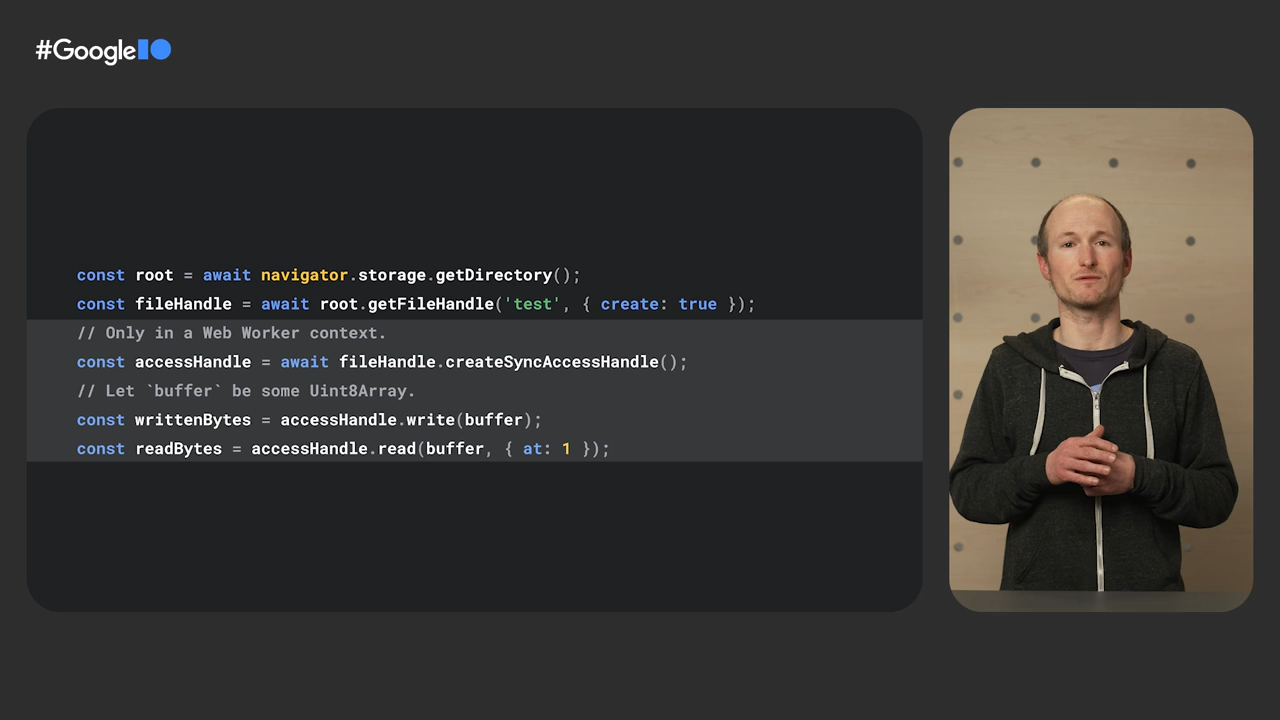 #GoogleIO
const root = await navigator.storage.getDirectory();
const fileHandle = await root.getFileHandle('test', { create: true });
// Only in a Web Worker context.
const accessHandle = await fileHandle.createSyncAccessHandle();
// Let `buffer` be some Uint8Array.
const writtenBytes = accessHandle.write(buffer);
const readBytes = accessHandle.read(buffer, { at: 1 });